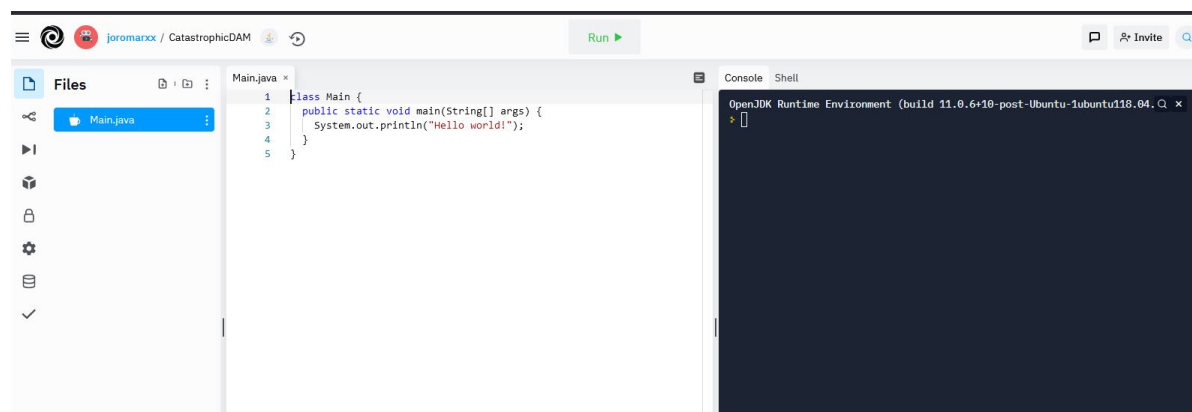 joromarxx / CatastrophicDAM
Run
Invite
Files
Main.java
Main.java ×
1 class Main {
2 public static void main(String[] args) {
3 System.out.println("Hello world!");
4 }
5 }
Console Shell
OpenJDK Runtime Environment (build 11.0.6+10-post-Ubuntu-1ubuntu118.04.